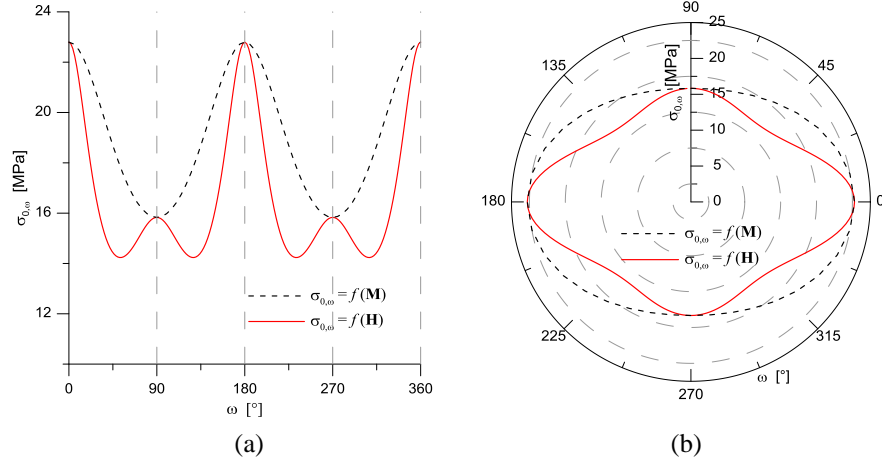 24
20
16
12
σ0,ω [MPa]
0
90
180
270
360
ω [°]
σ0,ω = f(M)
σ0,ω = f(H)
(a)
90
45
0
315
270
225
180
135
25
20
15
10
5
0
σ0,ω [MPa]
σ0,ω = f(M)
σ0,ω = f(H)
ω [°]
(b)